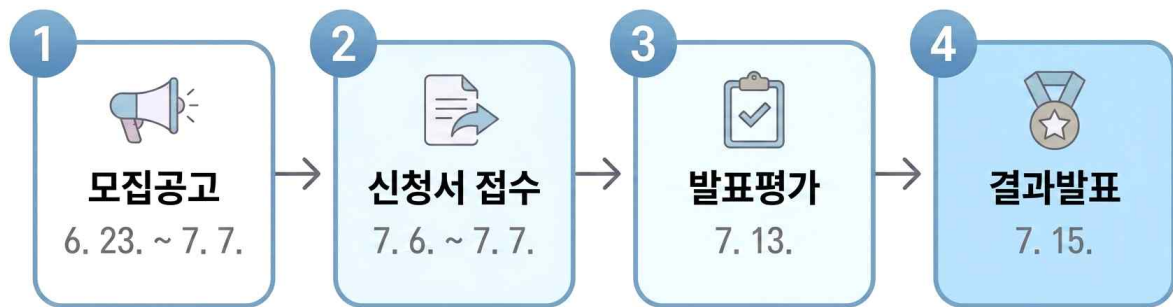 1
모집공고
6. 23. ~ 7. 7.
2
신청서 접수
7. 6. ~ 7. 7.
3
발표평가
7. 13.
4
결과발표
7. 15.